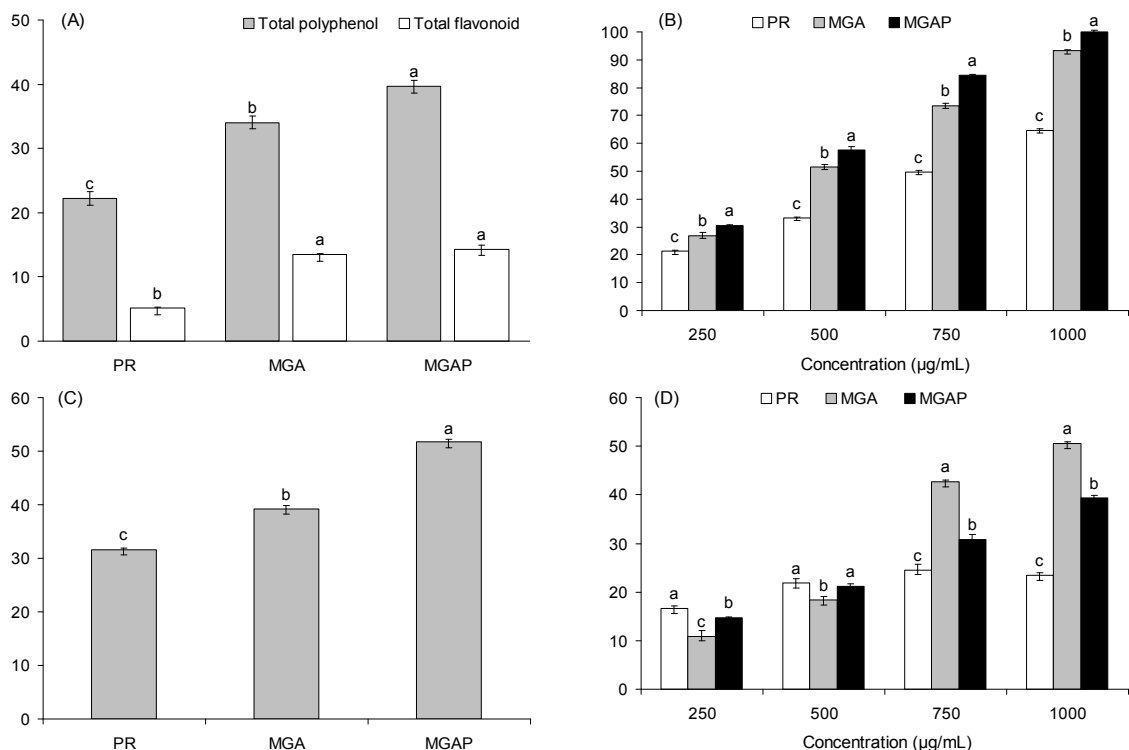 (A)
Total polyphenol Total flavonoid
50
40
30
20
10
0
c
b
b
a
a
a
PR MGA MGAP
(B)
PR MGA MGAP
100
90
80
70
60
50
40
30
20
10
0
c b a
c b a
c b a
c b a
250 500 750 1000
Concentration (µg/mL)
(C)
60
50
40
30
20
10
0
c
b
a
PR MGA MGAP
(D)
PR MGA MGAP
60
50
40
30
20
10
0
a c b
a b a
c a b
c a b
250 500 750 1000
Concentration (µg/mL)